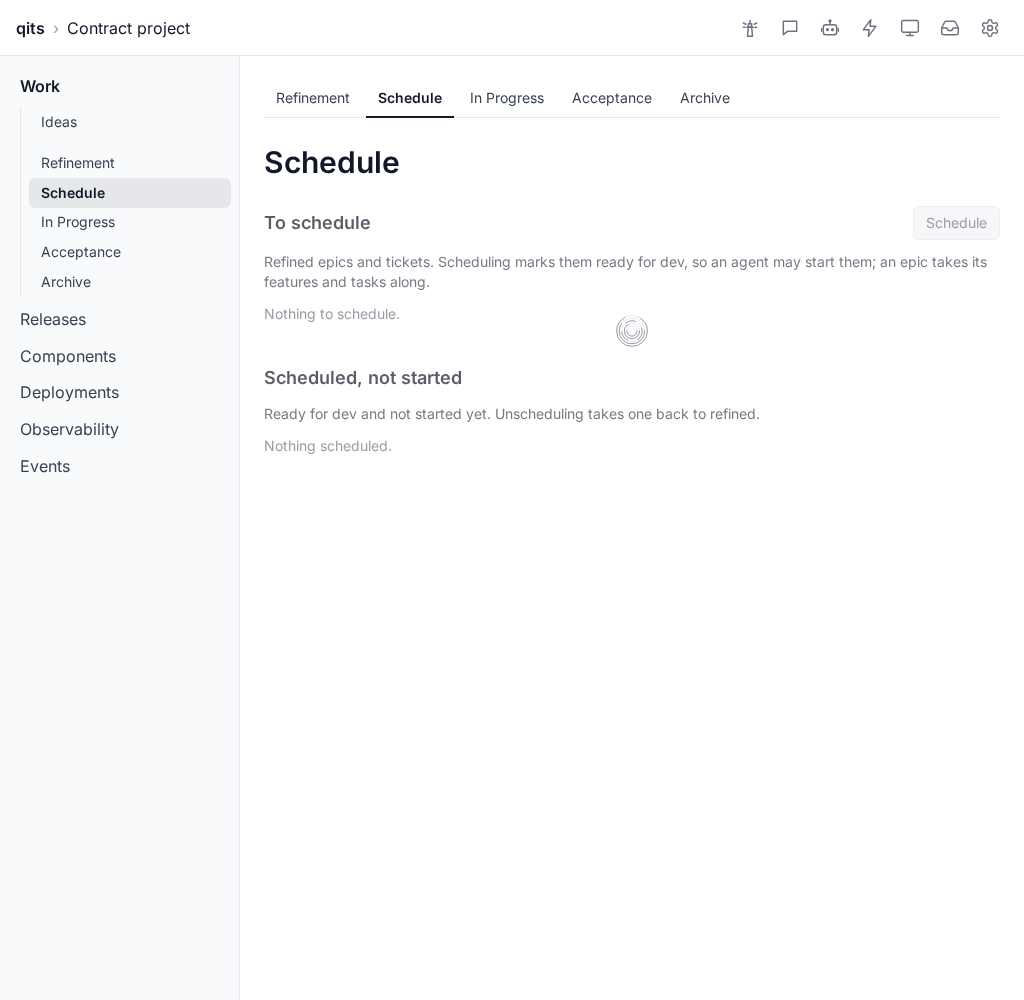 qits › Contract project
Work
Ideas
Refinement
Schedule
In Progress
Acceptance
Archive
Releases
Components
Deployments
Observability
Events
Refinement Schedule In Progress Acceptance Archive
Schedule
To schedule
Schedule
Refined epics and tickets. Scheduling marks them ready for dev, so an agent may start them; an epic takes its
features and tasks along.
Nothing to schedule.
Scheduled, not started
Ready for dev and not started yet. Unscheduling takes one back to refined.
Nothing scheduled.